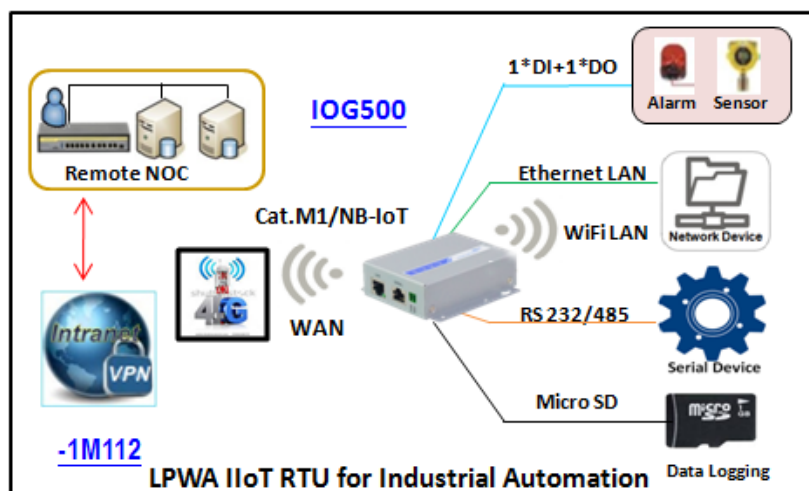 1*DI+1*DO
Alarm Sensor
IOG500
Remote NOC
Ethernet LAN
Cat.M1/NB-IoT
WiFi LAN
Network Device
4G
WAN
Intranet
VPN
RS 232/485
Serial Device
Micro SD
micro SD
1 GB
-1M112
LPWA IIoT RTU for Industrial Automation
Data Logging